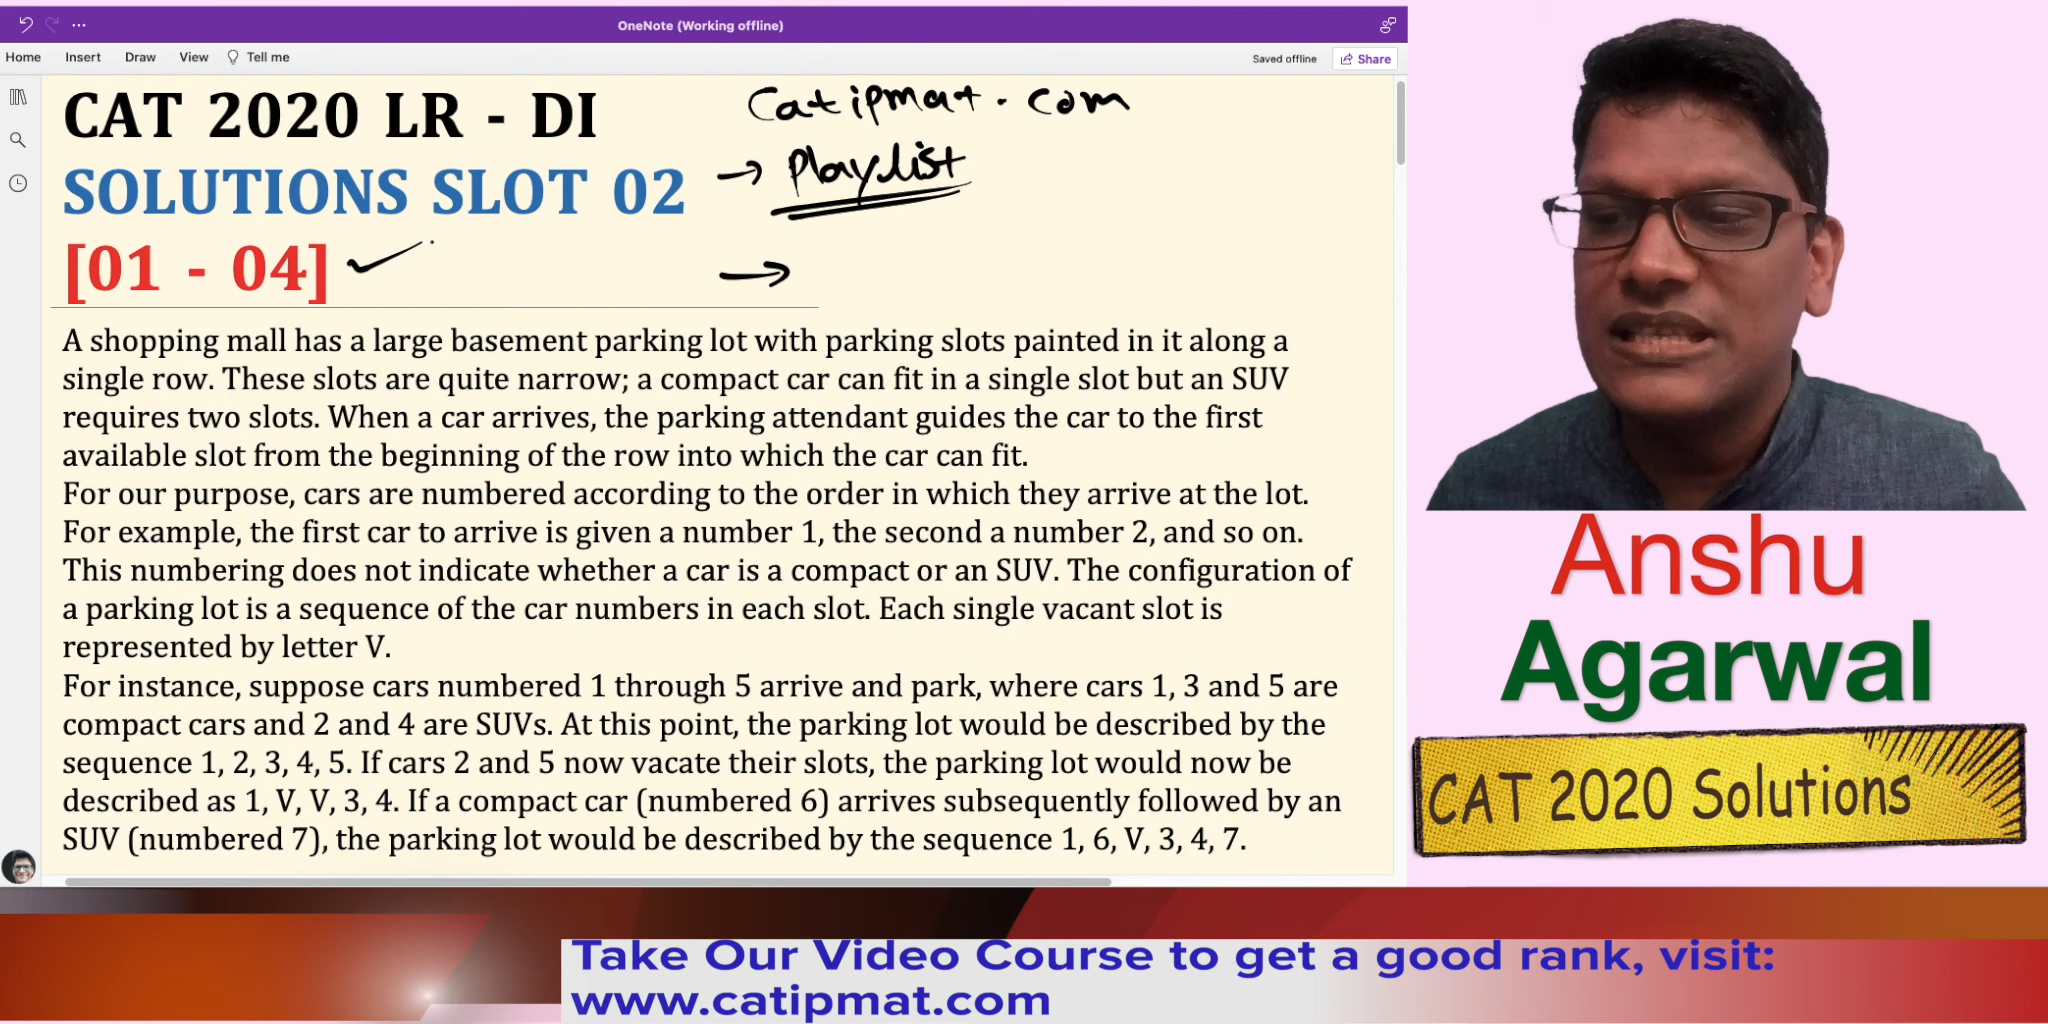 OneNote (Working offline)
Home Insert Draw View Tell me
Saved offline Share
CAT 2020 LR - DI
Catipmat.com
SOLUTIONS SLOT 02
→ Playlist
[01 - 04]
→
A shopping mall has a large basement parking lot with parking slots painted in it along a
single row. These slots are quite narrow; a compact car can fit in a single slot but an SUV
requires two slots. When a car arrives, the parking attendant guides the car to the first
available slot from the beginning of the row into which the car can fit.
For our purpose, cars are numbered according to the order in which they arrive at the lot.
For example, the first car to arrive is given a number 1, the second a number 2, and so on.
This numbering does not indicate whether a car is a compact or an SUV. The configuration of
a parking lot is a sequence of the car numbers in each slot. Each single vacant slot is
represented by letter V.
For instance, suppose cars numbered 1 through 5 arrive and park, where cars 1, 3 and 5 are
compact cars and 2 and 4 are SUVs. At this point, the parking lot would be described by the
sequence 1, 2, 3, 4, 5. If cars 2 and 5 now vacate their slots, the parking lot would now be
described as 1, V, V, 3, 4. If a compact car (numbered 6) arrives subsequently followed by an
SUV (numbered 7), the parking lot would be described by the sequence 1, 6, V, 3, 4, 7.
Anshu
Agarwal
CAT 2020 Solutions
Take Our Video Course to get a good rank, visit:
www.catipmat.com